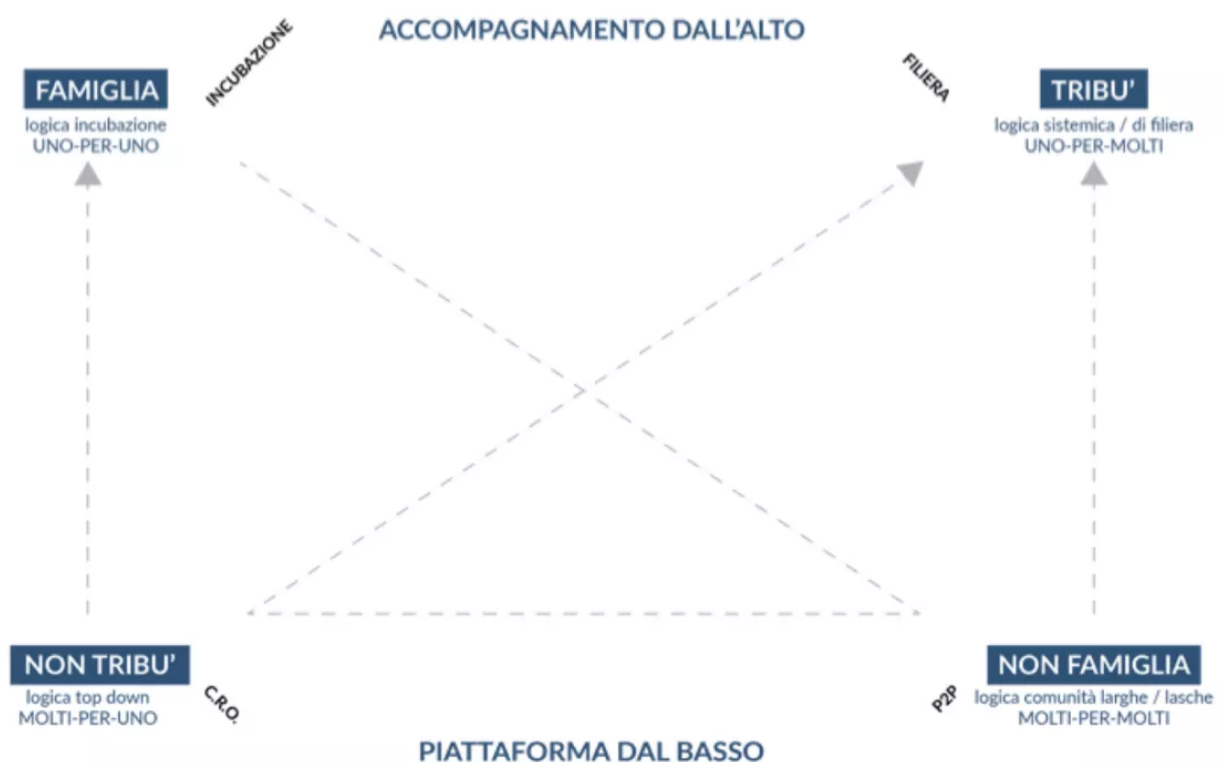 ACCOMPAGNAMENTO DALL'ALTO
INCUBAZIONE
FILIERA
FAMIGLIA
logica incubazione
UNO-PER-UNO
TRIBU'
logica sistemica / di filiera
UNO-PER-MOLTI
NON TRIBU'
logica top down
MOLTI-PER-UNO
C.R.O.
P2P
NON FAMIGLIA
logica comunità larghe / lasche
MOLTI-PER-MOLTI
PIATTAFORMA DAL BASSO